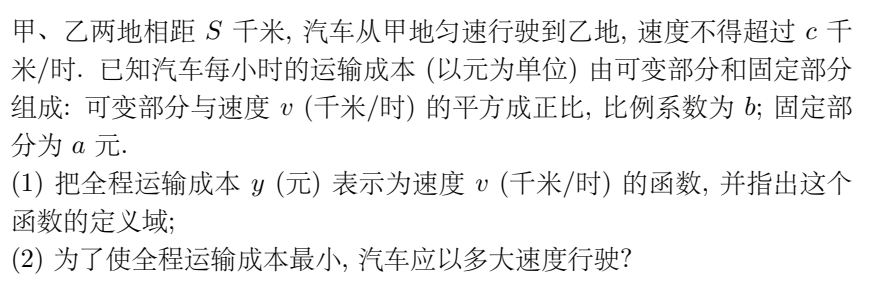 甲、乙两地相距 S 千米, 汽车从甲地匀速行驶到乙地, 速度不得超过 c 千
米/时. 已知汽车每小时的运输成本 (以元为单位) 由可变部分和固定部分
组成: 可变部分与速度 v (千米/时) 的平方成正比, 比例系数为 b; 固定部
分为 a 元.
(1) 把全程运输成本 y (元) 表示为速度 v (千米/时) 的函数, 并指出这个
函数的定义域;
(2) 为了使全程运输成本最小, 汽车应以多大速度行驶?